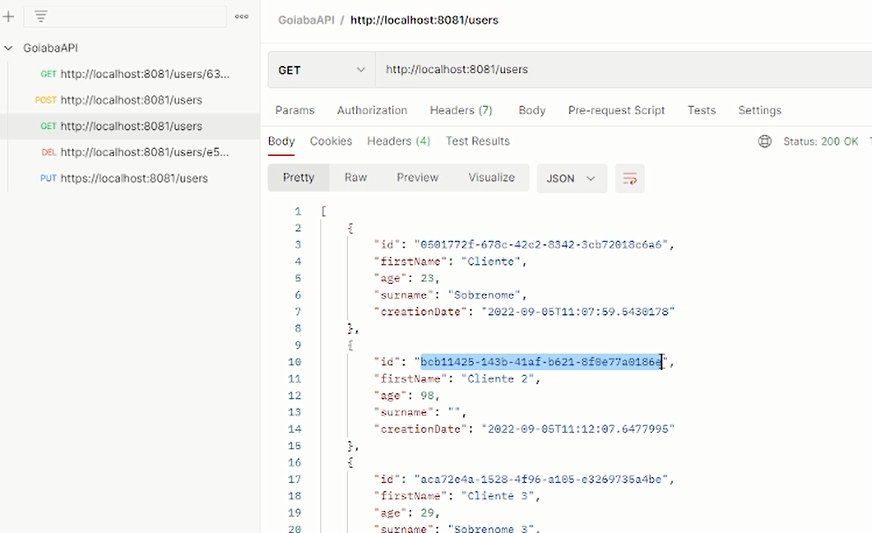 GoiabaAPI / http://localhost:8081/users
GoiabaAPI
GET http://localhost:8081/users/63...
POST http://localhost:8081/users
GET http://localhost:8081/users
DEL http://localhost:8081/users/e5...
PUT https://localhost:8081/users
GET http://localhost:8081/users
Params Authorization Headers (7) Body Pre-request Script Tests Settings
Body Cookies Headers (4) Test Results Status: 200 OK
Pretty Raw Preview Visualize JSON
1 [
2 {
3 "id": "0501772f-678c-42c2-8342-3cb72018c6a6",
4 "firstName": "Cliente",
5 "age": 23,
6 "surname": "Sobrenome",
7 "creationDate": "2022-09-05T11:07:59.5430178"
8 },
9 {
10 "id": "bcb11425-143b-41af-b621-8f0e77a0186e",
11 "firstName": "Cliente 2",
12 "age": 98,
13 "surname": "",
14 "creationDate": "2022-09-05T11:12:07.6477995"
15 },
16 {
17 "id": "aca72e4a-1528-4f96-a105-e3269735a4be",
18 "firstName": "Cliente 3",
19 "age": 29,
20 "surname": "Sobrenome 3",